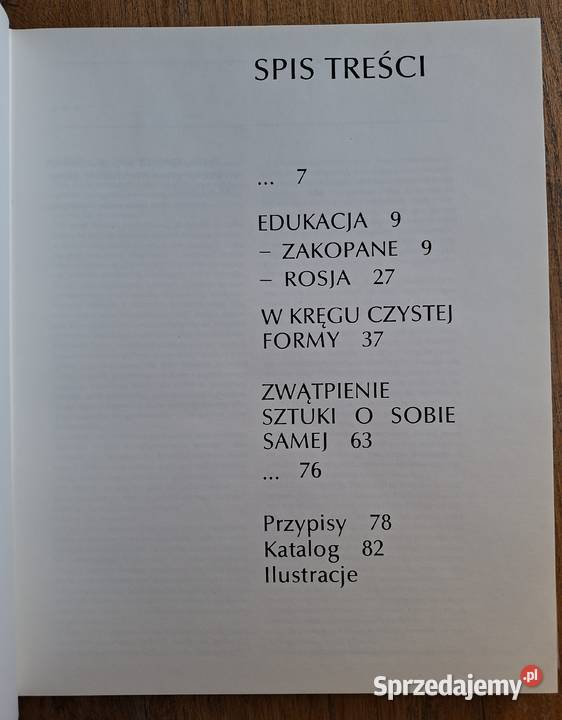 SPIS TREŚCI
... 7
EDUKACJA 9
– ZAKOPANE 9
– ROSJA 27
W KRĘGU CZYSTEJ
FORMY 37
ZWĄTPIENIE
SZTUKI O SOBIE
SAMEJ 63
... 76
Przypisy 78
Katalog 82
Ilustracje
Sprzedajemy.pl